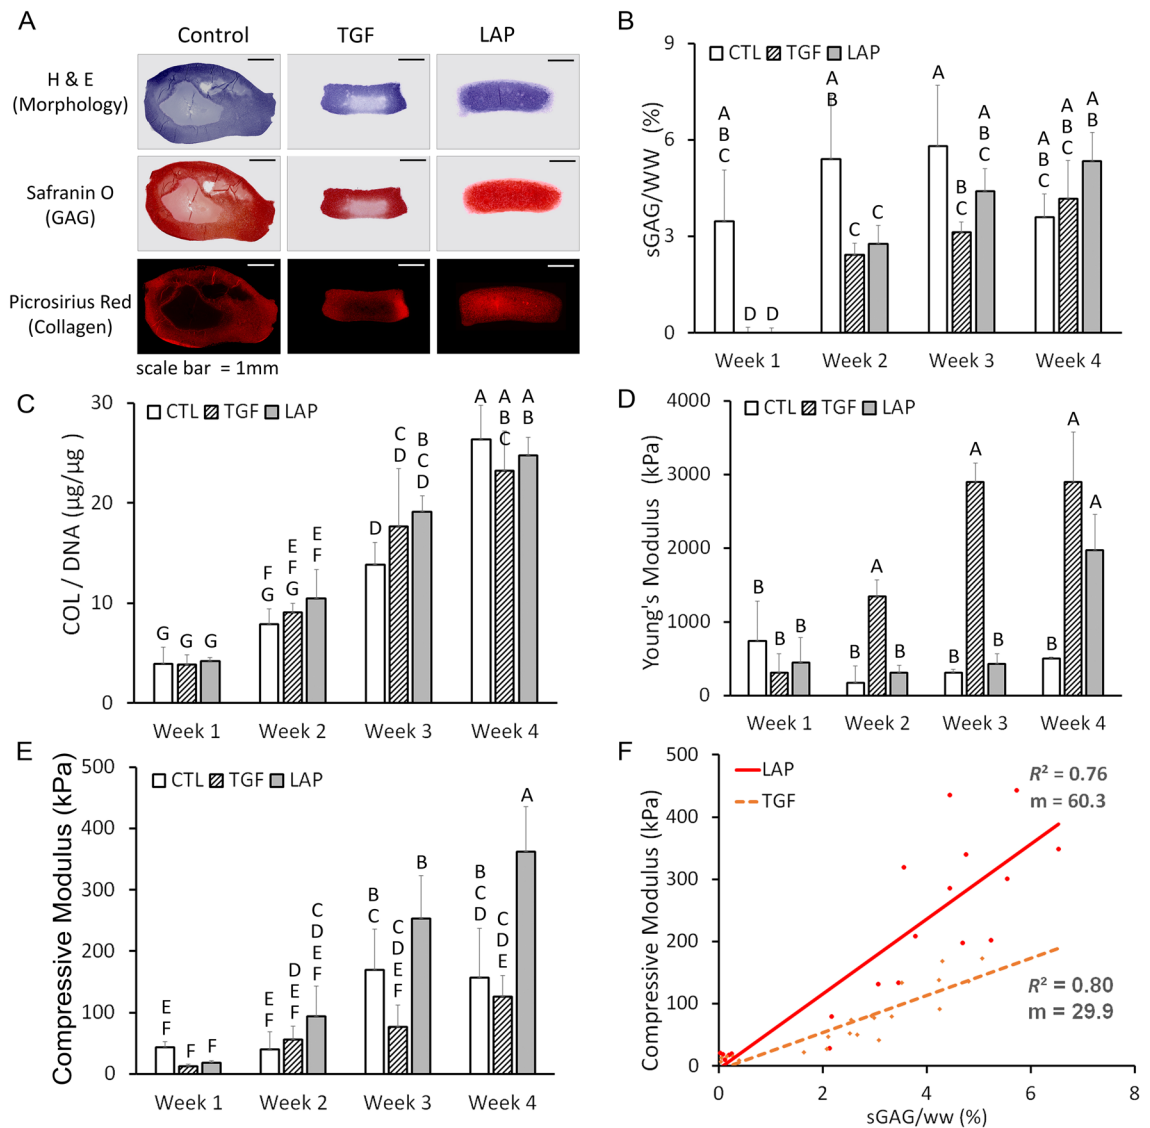 A
Control
TGF
LAP
H & E
(Morphology)
Safranin O
(GAG)
Picrosirius Red
(Collagen)
scale bar = 1mm
B
CTL TGF LAP
sGAG/WW (%)
9
6
3
0
A
B
C
D D
A
B
C
C
A
B
C
A
B
C
A
B
C
A
B
C
A
B
Week 1 Week 2 Week 3 Week 4
C
CTL TGF LAP
COL / DNA (µg/µg )
30
20
10
0
G G G
F
G
E
F
G
E
F
D
C
D
B
C
D
A
A
B
C
A
B
Week 1 Week 2 Week 3 Week 4
D
CTL TGF LAP
Young's Modulus (kPa)
4000
3000
2000
1000
0
B B B
B A B
B A B
B A A
Week 1 Week 2 Week 3 Week 4
E
CTL TGF LAP
Compressive Modulus (kPa)
500
400
300
200
100
0
E
F
F
F
E
F
D
E
F
C
D
E
F
B
C
C
D
E
F
B
B
C
D
C
D
E
A
Week 1 Week 2 Week 3 Week 4
F
LAP
TGF
R² = 0.76
m = 60.3
R² = 0.80
m = 29.9
Compressive Modulus (kPa)
500
400
300
200
100
0
0 2 4 6 8
sGAG/ww (%)